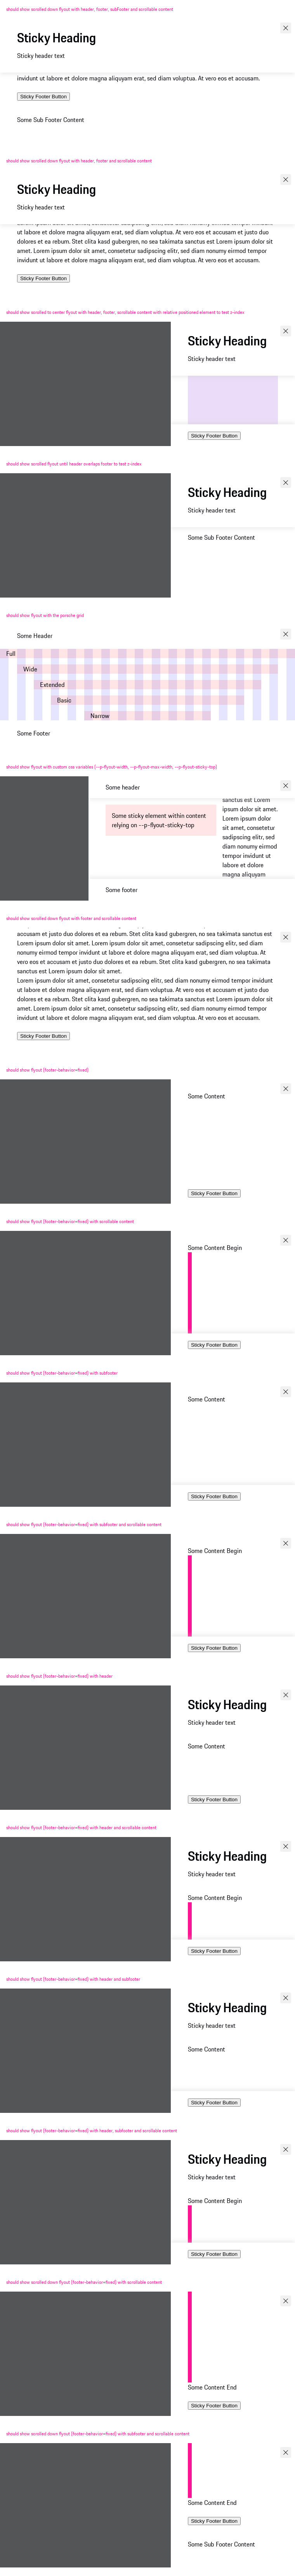 should show scrolled down flyout with header, footer, subFooter and scrollable content
Sticky Heading
Sticky header text
invidunt ut labore et dolore magna aliquyam erat, sed diam voluptua. At vero eos et accusam.
Sticky Footer Button
Some Sub Footer Content
should show scrolled down flyout with header, footer and scrollable content
Sticky Heading
Sticky header text
ut labore et dolore magna aliquyam erat, sed diam voluptua. At vero eos et accusam et justo duo
dolores et ea rebum. Stet clita kasd gubergren, no sea takimata sanctus est Lorem ipsum dolor sit
amet. Lorem ipsum dolor sit amet, consetetur sadipscing elitr, sed diam nonumy eirmod tempor
invidunt ut labore et dolore magna aliquyam erat, sed diam voluptua. At vero eos et accusam.
Sticky Footer Button
should show scrolled to center flyout with header, footer, scrollable content with relative positioned element to test z-index
Sticky Heading
Sticky header text
Sticky Footer Button
should show scrolled flyout until header overlaps footer to test z-index
Sticky Heading
Sticky header text
Some Sub Footer Content
should show flyout with the porsche grid
Some Header
Full
Wide
Extended
Basic
Narrow
Some Footer
should show flyout with custom css variables (--p-flyout-width, --p-flyout-max-width, --p-flyout-sticky-top)
Some header
Some sticky element within content
relying on --p-flyout-sticky-top
sanctus est Lorem
ipsum dolor sit amet.
Lorem ipsum dolor
sit amet, consetetur
sadipscing elitr, sed
diam nonumy eirmod
tempor invidunt ut
labore et dolore
magna aliquyam
Some footer
should show scrolled down flyout with footer and scrollable content
accusam et justo duo dolores et ea rebum. Stet clita kasd gubergren, no sea takimata sanctus est
Lorem ipsum dolor sit amet. Lorem ipsum dolor sit amet, consetetur sadipscing elitr, sed diam
nonumy eirmod tempor invidunt ut labore et dolore magna aliquyam erat, sed diam voluptua. At
vero eos et accusam et justo duo dolores et ea rebum. Stet clita kasd gubergren, no sea takimata
sanctus est Lorem ipsum dolor sit amet.
Lorem ipsum dolor sit amet, consetetur sadipscing elitr, sed diam nonumy eirmod tempor invidunt
ut labore et dolore magna aliquyam erat, sed diam voluptua. At vero eos et accusam et justo duo
dolores et ea rebum. Stet clita kasd gubergren, no sea takimata sanctus est Lorem ipsum dolor sit
amet. Lorem ipsum dolor sit amet, consetetur sadipscing elitr, sed diam nonumy eirmod tempor
invidunt ut labore et dolore magna aliquyam erat, sed diam voluptua. At vero eos et accusam.
Sticky Footer Button
should show flyout (footer-behavior=fixed)
Some Content
Sticky Footer Button
should show flyout (footer-behavior=fixed) with scrollable content
Some Content Begin
Sticky Footer Button
should show flyout (footer-behavior=fixed) with subfooter
Some Content
Sticky Footer Button
should show flyout (footer-behavior=fixed) with subfooter and scrollable content
Some Content Begin
Sticky Footer Button
should show flyout (footer-behavior=fixed) with header
Sticky Heading
Sticky header text
Some Content
Sticky Footer Button
should show flyout (footer-behavior=fixed) with header and scrollable content
Sticky Heading
Sticky header text
Some Content Begin
Sticky Footer Button
should show flyout (footer-behavior=fixed) with header and subfooter
Sticky Heading
Sticky header text
Some Content
Sticky Footer Button
should show flyout (footer-behavior=fixed) with header, subfooter and scrollable content
Sticky Heading
Sticky header text
Some Content Begin
Sticky Footer Button
should show scrolled down flyout (footer-behavior=fixed) with scrollable content
Some Content End
Sticky Footer Button
should show scrolled down flyout (footer-behavior=fixed) with subfooter and scrollable content
Some Content End
Sticky Footer Button
Some Sub Footer Content